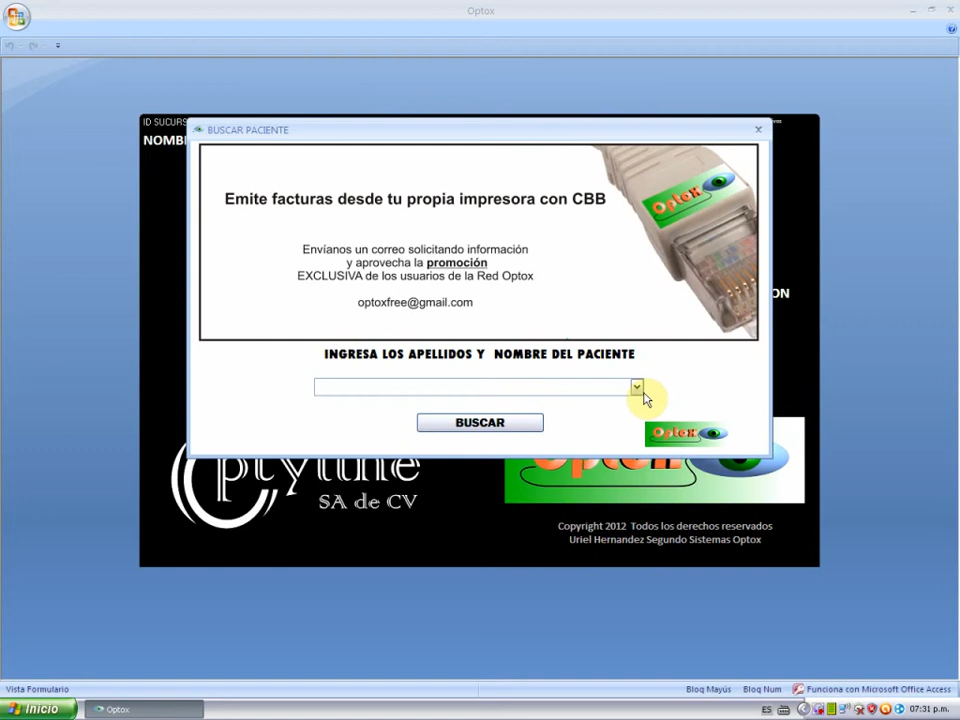 Optox
ID SUCURS
NOMB
BUSCAR PACIENTE
Emite facturas desde tu propia impresora con CBB
Envíanos un correo solicitando información
y aprovecha la promoción
EXCLUSIVA de los usuarios de la Red Optox
optoxfree@gmail.com
Optox
ON
INGRESA LOS APELLIDOS Y NOMBRE DEL PACIENTE
BUSCAR
Optox
ptyline
SA de CV
Optox
Copyright 2012 Todos los derechos reservados
Uriel Hernandez Segundo Sistemas Optox
Vista Formulario
Bloq Mayús
Bloq Num
Funciona con Microsoft Office Access
Inicio
Optox
ES
07:31 p.m.